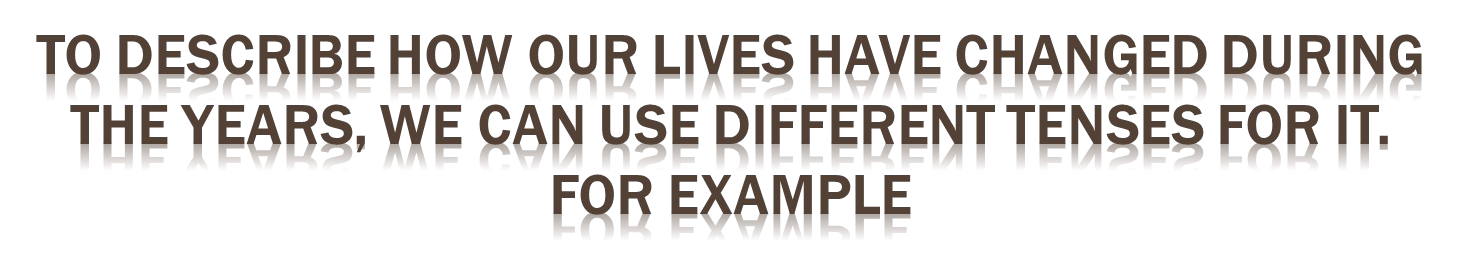 TO DESCRIBE HOW OUR LIVES HAVE CHANGED DURING
THE YEARS, WE CAN USE DIFFERENT TENSES FOR IT.
FOR EXAMPLE